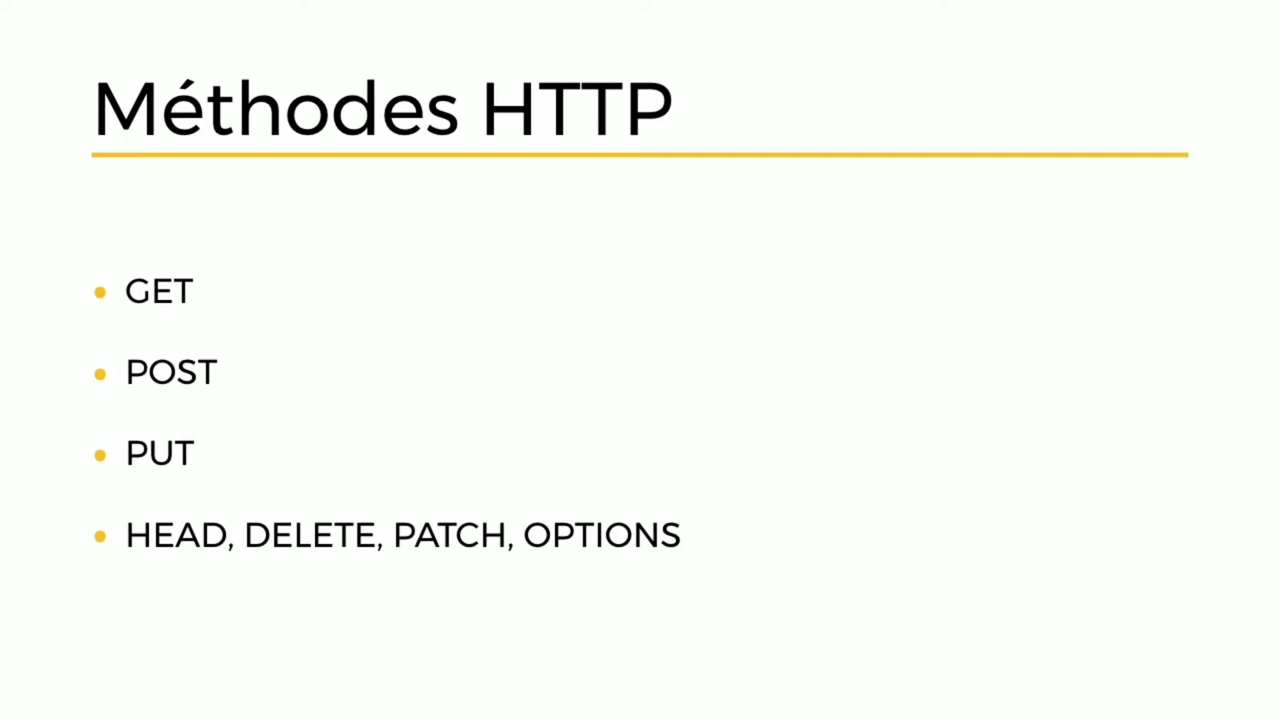 Méthodes HTTP
GET
POST
PUT
HEAD, DELETE, PATCH, OPTIONS